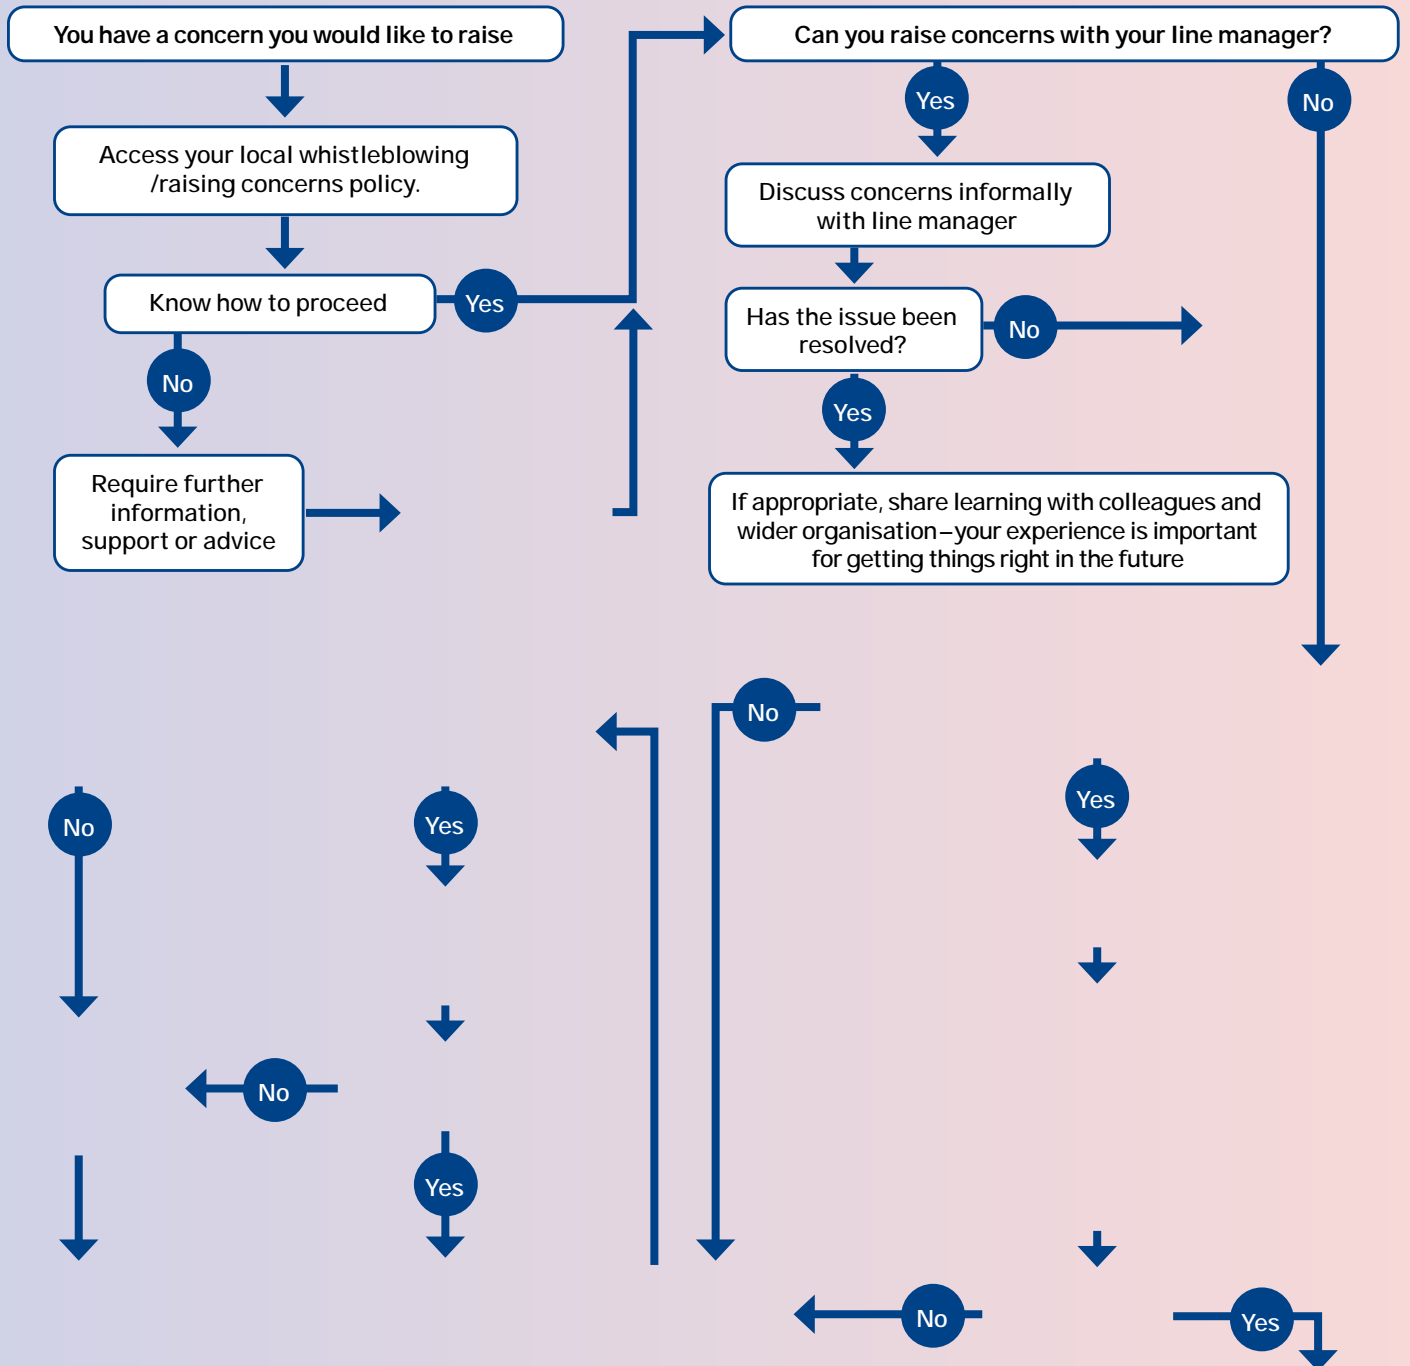 You have a concern you would like to raise
Access your local whistleblowing
/raising concerns policy.
Know how to proceed
Yes
No
Require further
information,
support or advice
Can you raise concerns with your line manager?
Yes
No
Discuss concerns informally
with line manager
Has the issue been
resolved?
No
Yes
If appropriate, share learning with colleagues and
wider organisation – your experience is important
for getting things right in the future
No
Yes
No
Yes
No
Yes
No
Yes